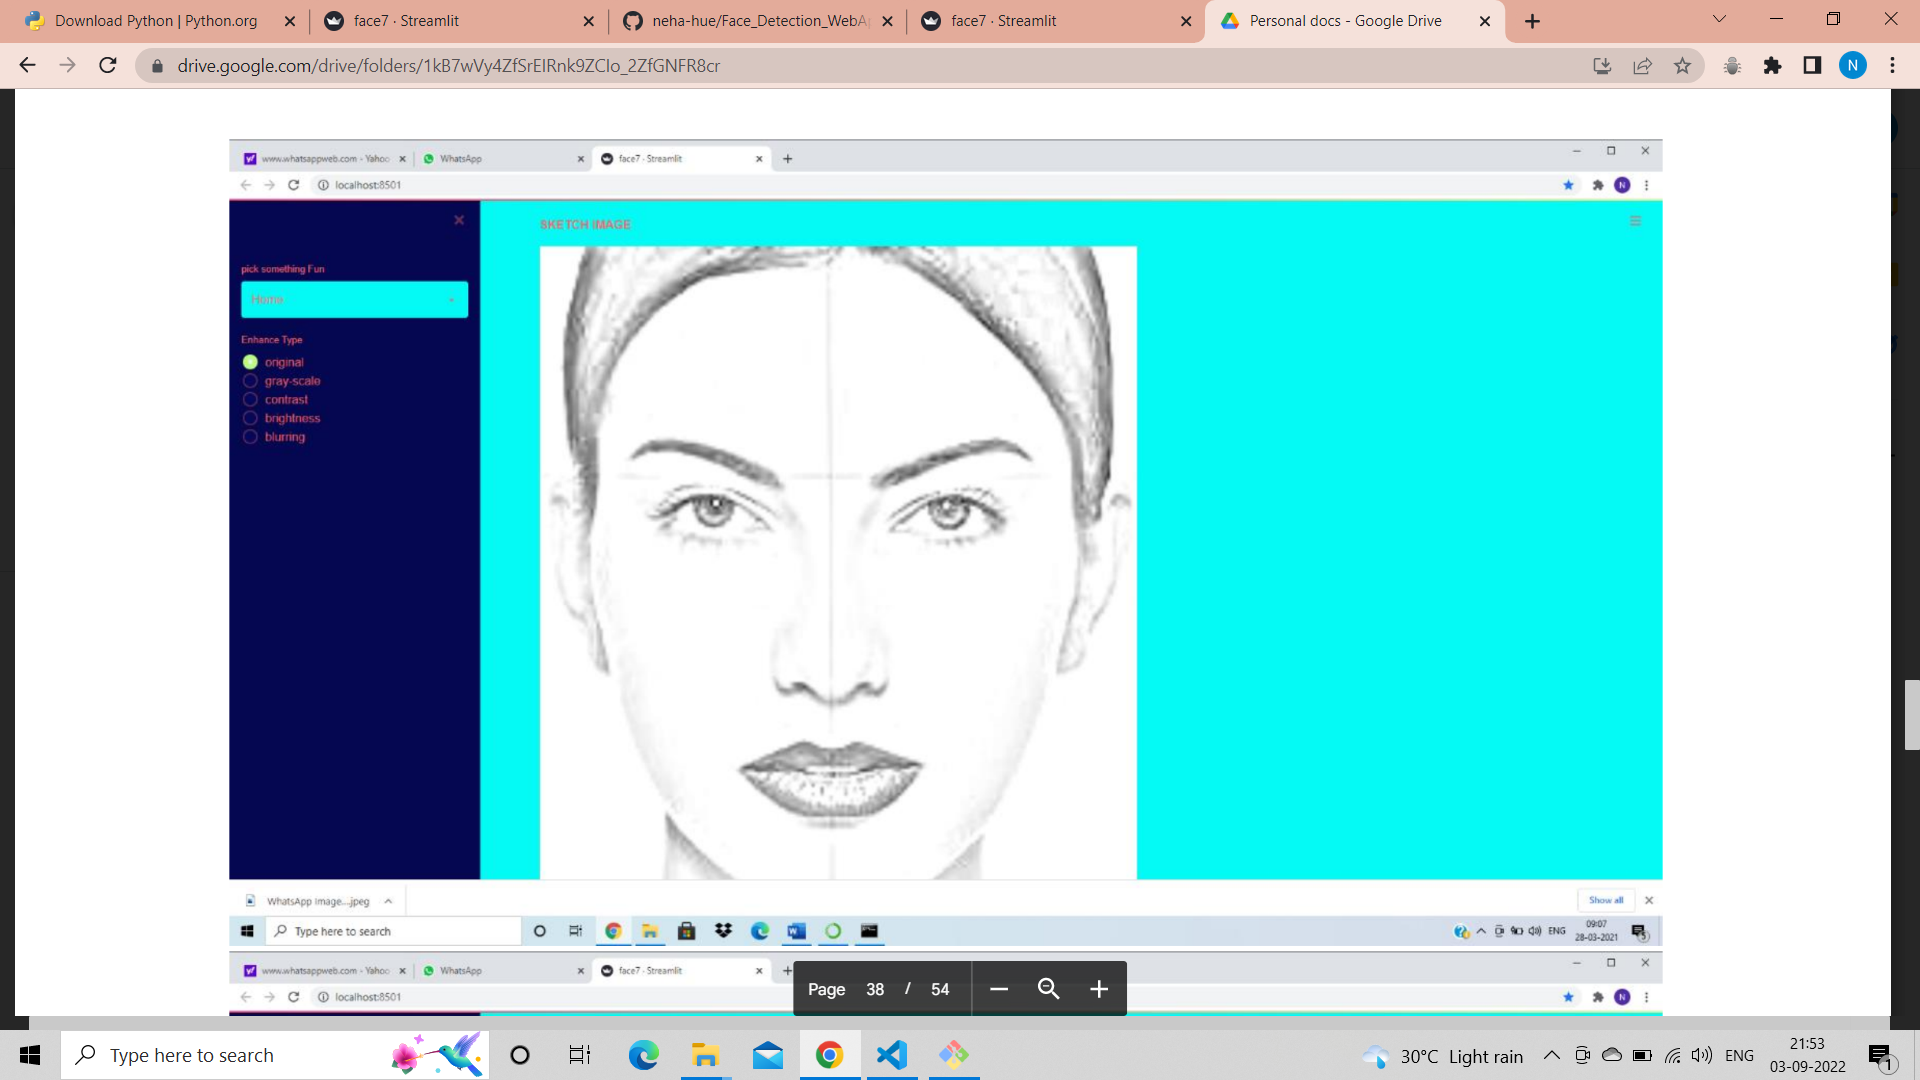 Download Python | Python.org
face7 · Streamlit
neha-hue/Face_Detection_WebAp
face7 · Streamlit
Personal docs - Google Drive
drive.google.com/drive/folders/1kB7wVy4ZfSrEIRnk9ZCIo_2ZfGNFR8cr
N
www.whatsappweb.com - Yahoo
WhatsApp
face7 · Streamlit
localhost:8501
N
SKETCH IMAGE
pick something Fun
Home
Enhance Type
original
gray-scale
contrast
brightness
blurring
WhatsApp Image....jpeg
Show all
Type here to search
ENG
09:07
28-03-2021
5
www.whatsappweb.com - Yahoo
WhatsApp
face7 · Streamlit
localhost:8501
N
Page 38 / 54
Type here to search
30°C Light rain
ENG
21:53
03-09-2022
1